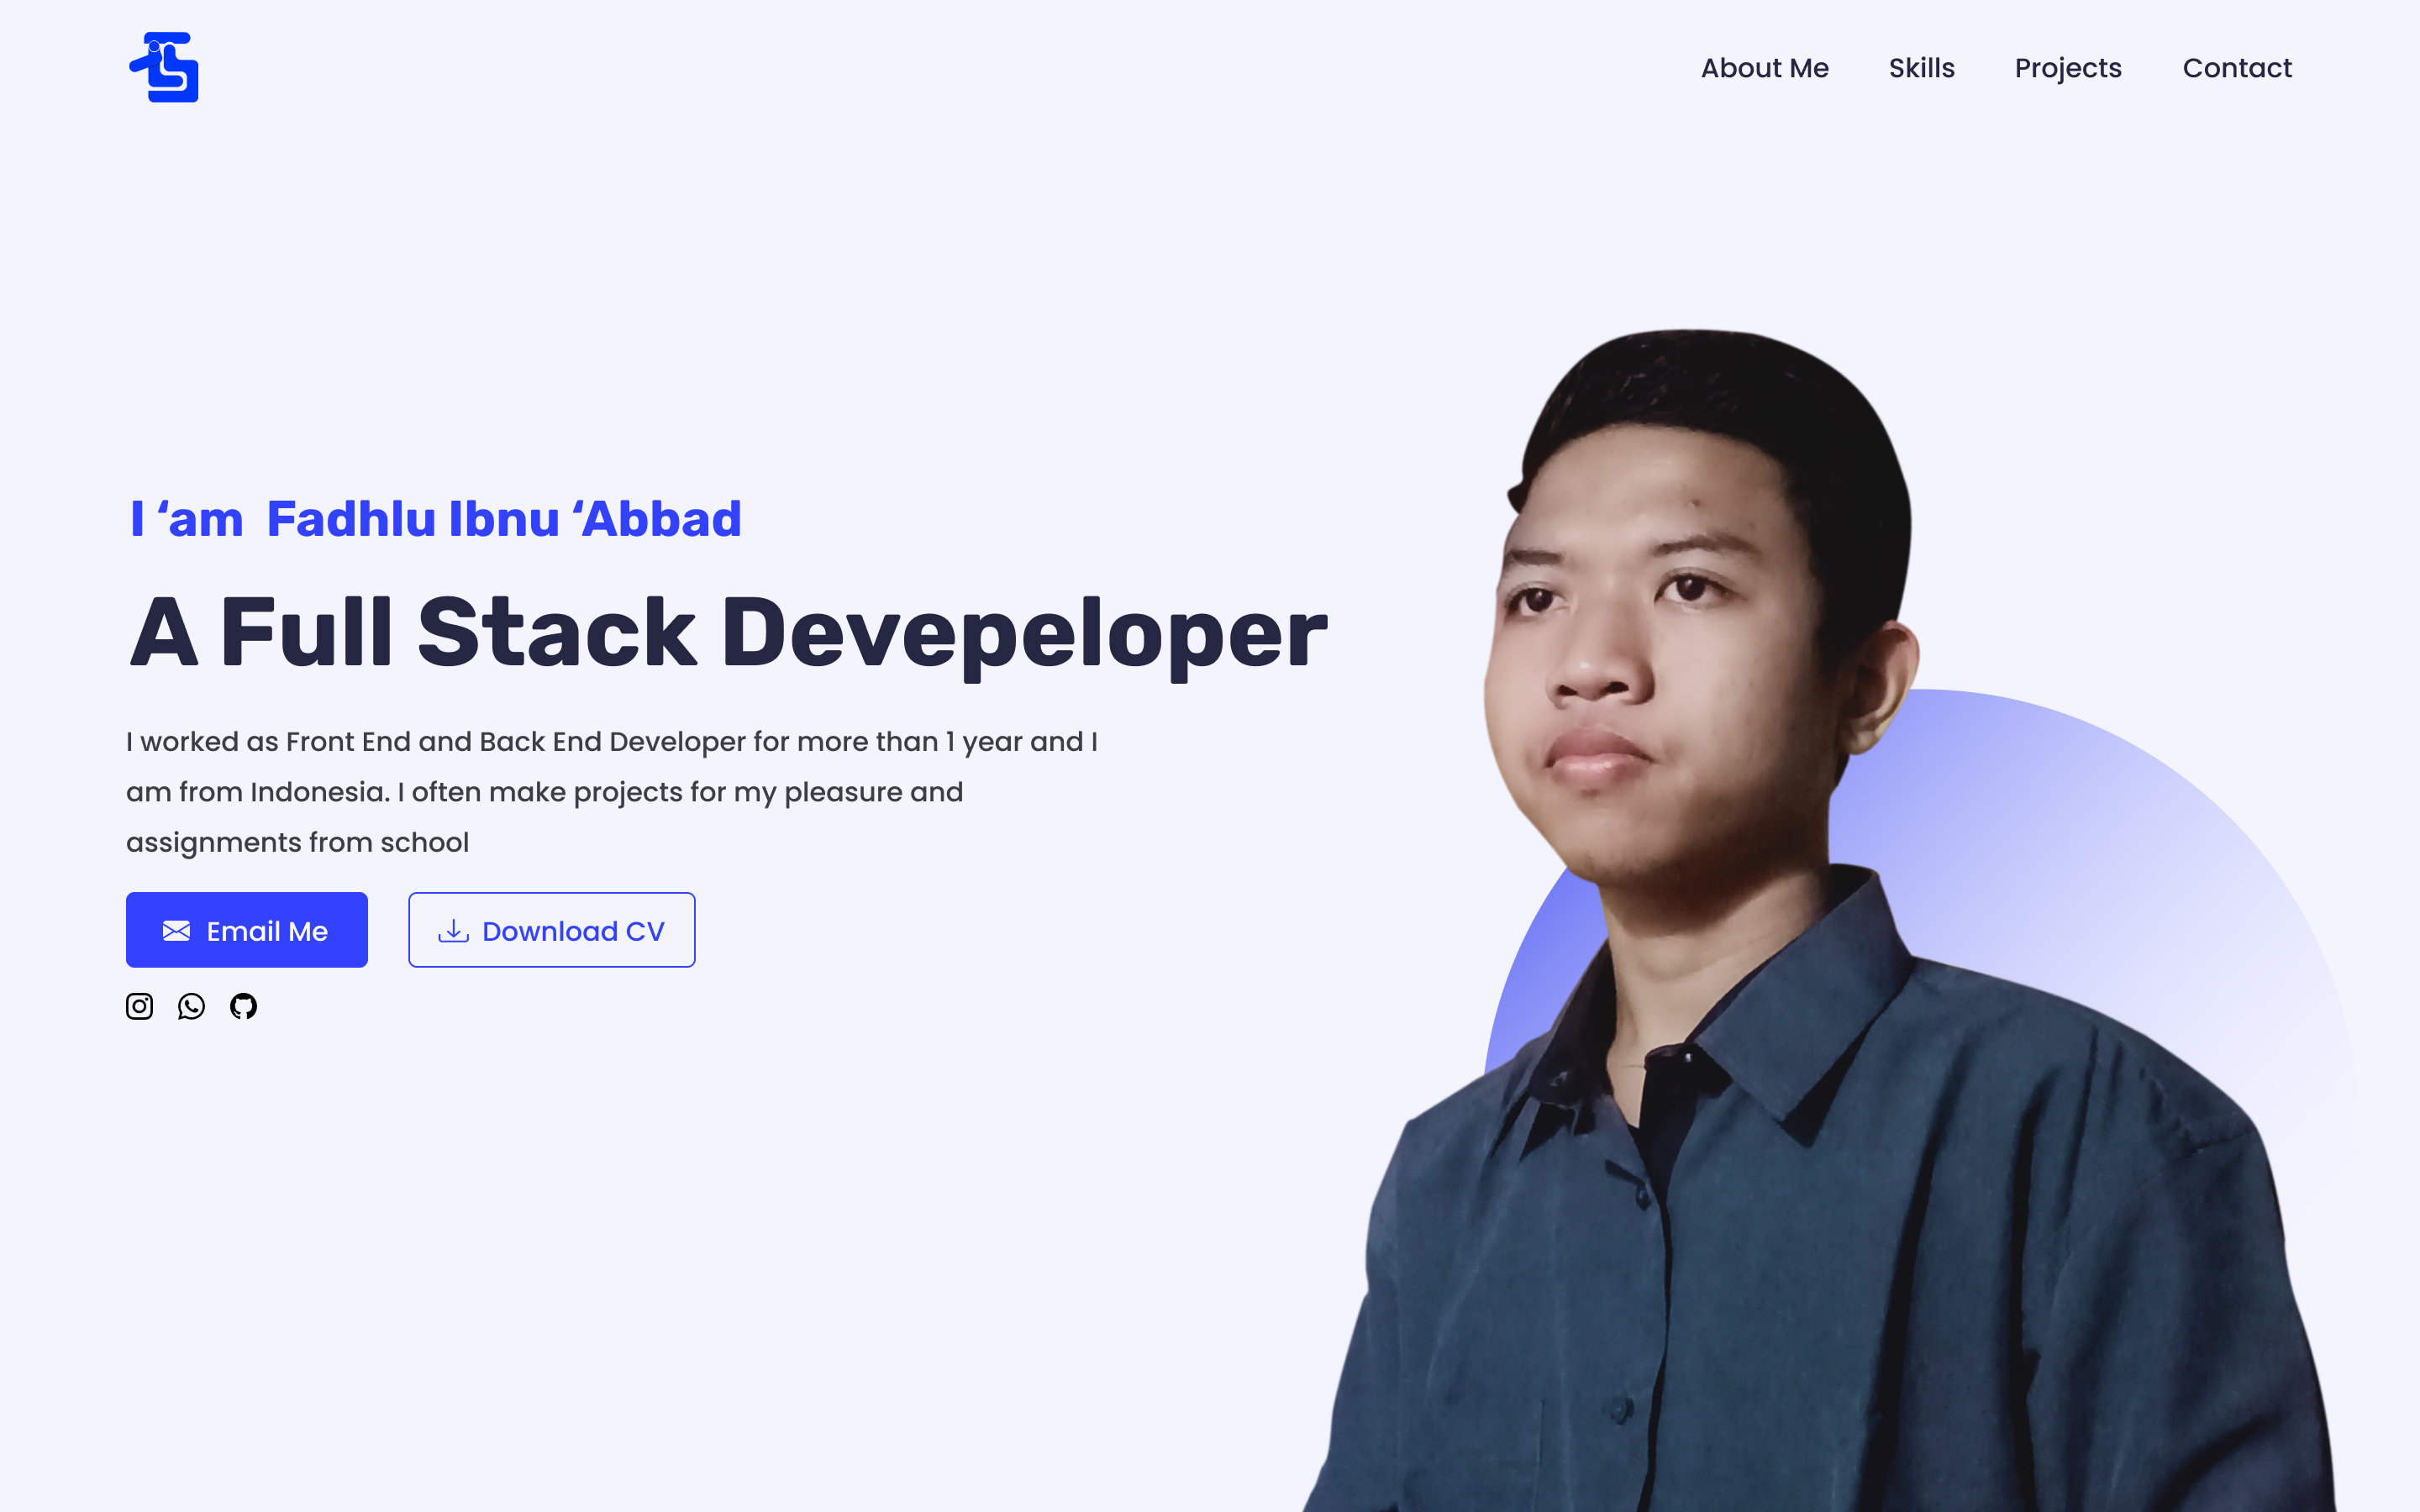 About Me Skills Projects Contact
I ‘am Fadhlu Ibnu ‘Abbad
A Full Stack Devepeloper
I worked as Front End and Back End Developer for more than 1 year and I
am from Indonesia. I often make projects for my pleasure and
assignments from school
Email Me Download CV